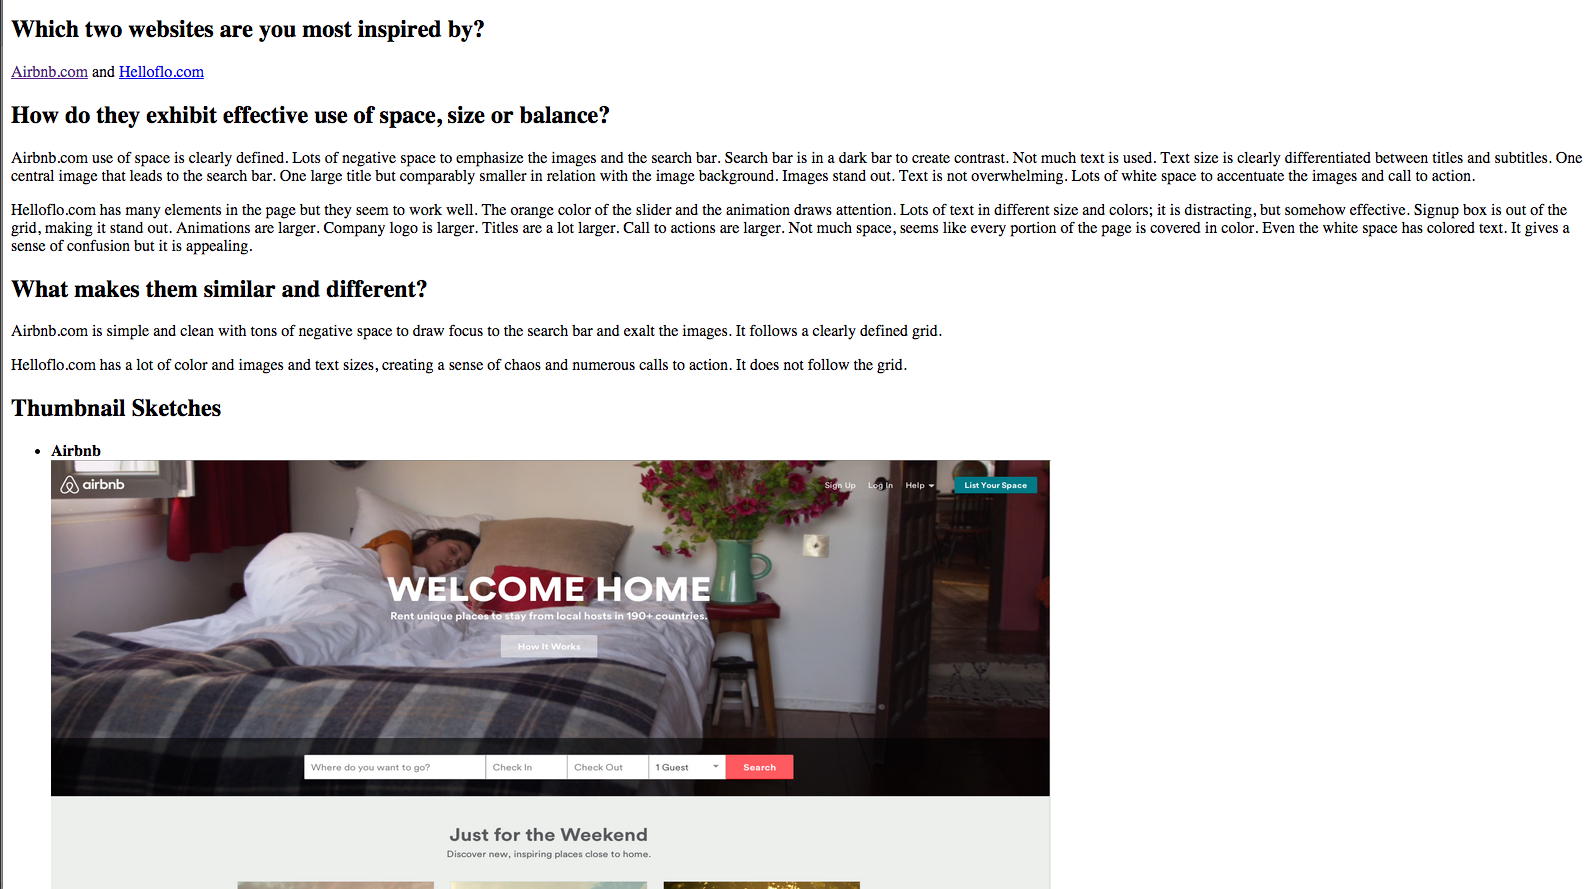 Which two websites are you most inspired by?
Airbnb.com and Helloflo.com
How do they exhibit effective use of space, size or balance?
Airbnb.com use of space is clearly defined. Lots of negative space to emphasize the images and the search bar. Search bar is in a dark bar to create contrast. Not much text is used. Text size is clearly differentiated between titles and subtitles. One
central image that leads to the search bar. One large title but comparably smaller in relation with the image background. Images stand out. Text is not overwhelming. Lots of white space to accentuate the images and call to action.
Helloflo.com has many elements in the page but they seem to work well. The orange color of the slider and the animation draws attention. Lots of text in different size and colors; it is distracting, but somehow effective. Signup box is out of the
grid, making it stand out. Animations are larger. Company logo is larger. Titles are a lot larger. Call to actions are larger. Not much space, seems like every portion of the page is covered in color. Even the white space has colored text. It gives a
sense of confusion but it is appealing.
What makes them similar and different?
Airbnb.com is simple and clean with tons of negative space to draw focus to the search bar and exalt the images. It follows a clearly defined grid.
Helloflo.com has a lot of color and images and text sizes, creating a sense of chaos and numerous calls to action. It does not follow the grid.
Thumbnail Sketches
• Airbnb
airbnb Sign Up Log In Help List Your Space
WELCOME HOME
Rent unique places to stay from local hosts in 190+ countries.
How It Works
Where do you want to go? Check In Check Out 1 Guest Search
Just for the Weekend
Discover new, inspiring places close to home.